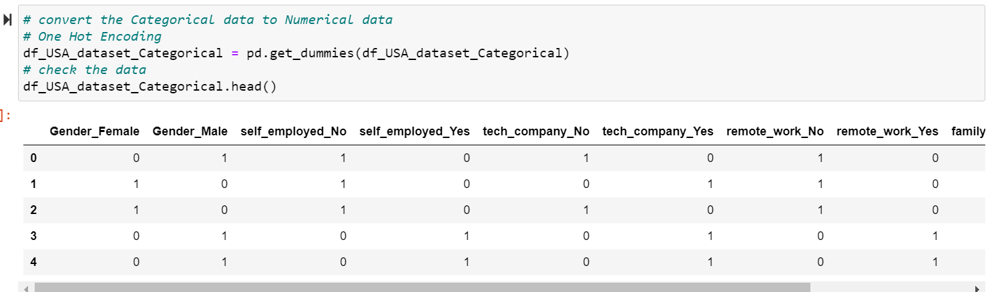 # convert the Categorical data to Numerical data
# One Hot Encoding
df_USA_dataset_Categorical = pd.get_dummies(df_USA_dataset_Categorical)
# check the data
df_USA_dataset_Categorical.head()
]:
Gender_Female Gender_Male self_employed_No self_employed_Yes tech_company_No tech_company_Yes remote_work_No remote_work_Yes family
0 0 1 1 0 1 0 1 0
1 1 0 1 0 0 1 1 0
2 1 0 1 0 1 0 1 0
3 0 1 0 1 0 1 0 1
4 0 1 0 1 0 1 0 1